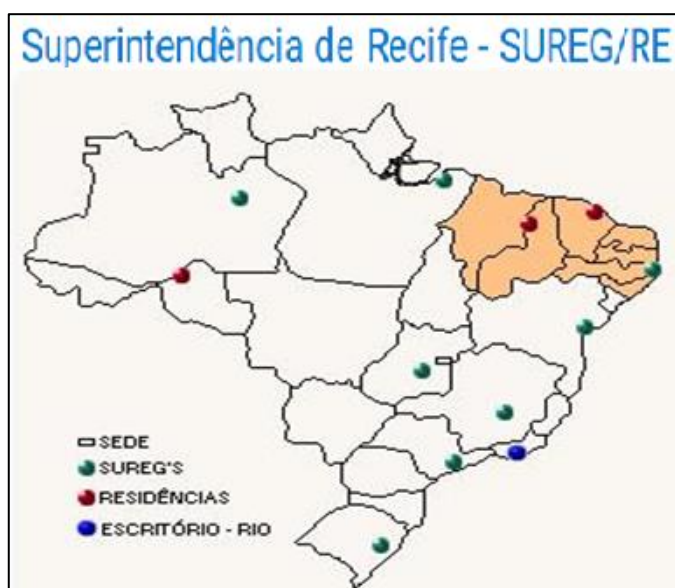 Superintendência de Recife - SUREG/RE
SEDE
SUREG'S
RESIDÊNCIAS
ESCRITÓRIO - RIO